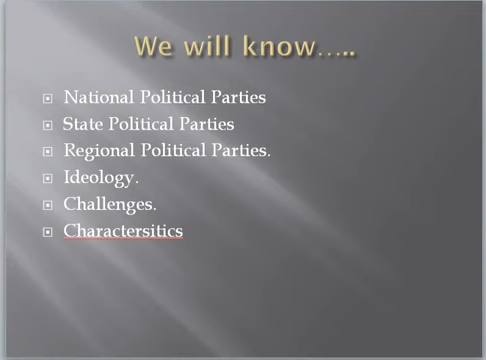 We will know.....
National Political Parties
State Political Parties
Regional Political Parties.
Ideology.
Challenges.
Charactersitics